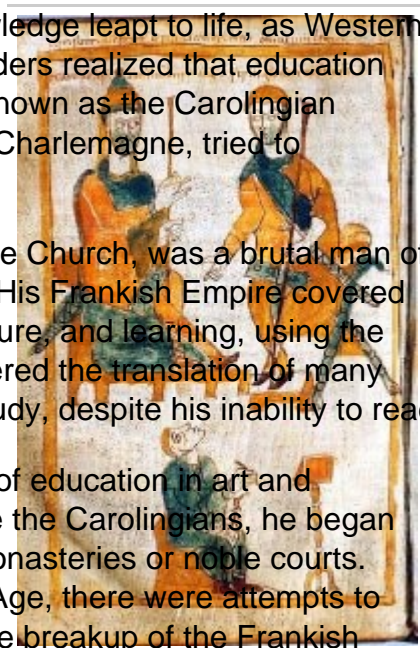 ledge leapt to life, as Western
ders realized that education
nown as the Carolingian
Charlemagne, tried to
e Church, was a brutal man of
His Frankish Empire covered
ure, and learning, using the
ered the translation of many
udy, despite his inability to rea
of education in art and
e the Carolingians, he began
onasteries or noble courts.
Age, there were attempts to
e breakup of the Frankish